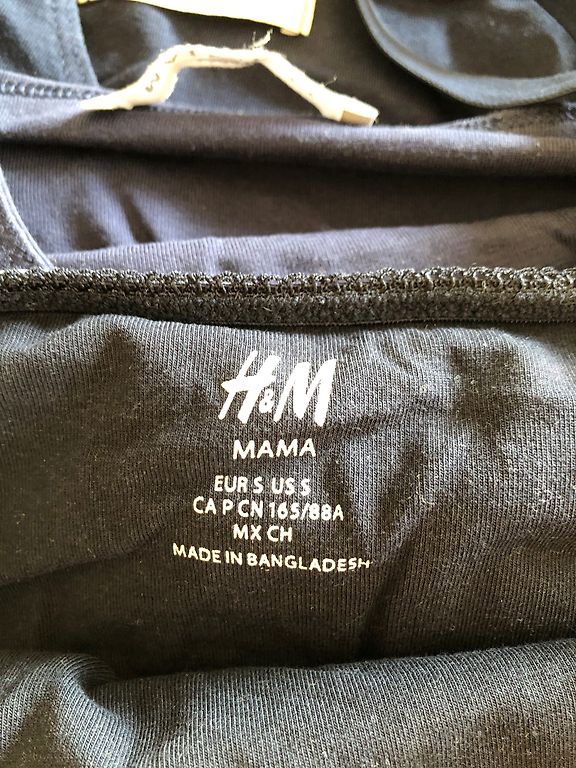 H&M
MAMA
EUR S US S
CA P CN 165/88A
MX CH
MADE IN BANGLADESH